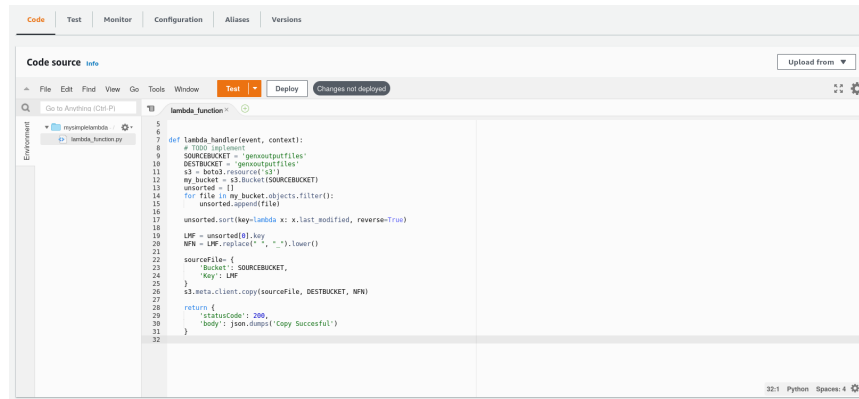 Code Test Monitor Configuration Aliases Versions
Code source Info
Upload from ▼
File Edit Find View Go Tools Window Test Deploy Changes not deployed
Go to Anything (Ctrl-P)
lambda_function ×
Environment
mysimplelambda /
lambda_function.py
5
6
7 def lambda_handler(event, context):
8     # TODO implement
9     SOURCEBUCKET = 'genxoutputfiles'
10     DESTBUCKET = 'genxoutputfiles'
11     s3 = boto3.resource('s3')
12     my_bucket = s3.Bucket(SOURCEBUCKET)
13     unsorted = []
14     for file in my_bucket.objects.filter():
15         unsorted.append(file)
16
17     unsorted.sort(key=lambda x: x.last_modified, reverse=True)
18
19     LMF = unsorted[0].key
20     NFN = LMF.replace(" ", "_").lower()
21
22     sourceFile= {
23         'Bucket': SOURCEBUCKET,
24         'Key': LMF
25     }
26     s3.meta.client.copy(sourceFile, DESTBUCKET, NFN)
27
28     return {
29         'statusCode': 200,
30         'body': json.dumps('Copy Succesful')
31     }
32
32:1 Python Spaces: 4